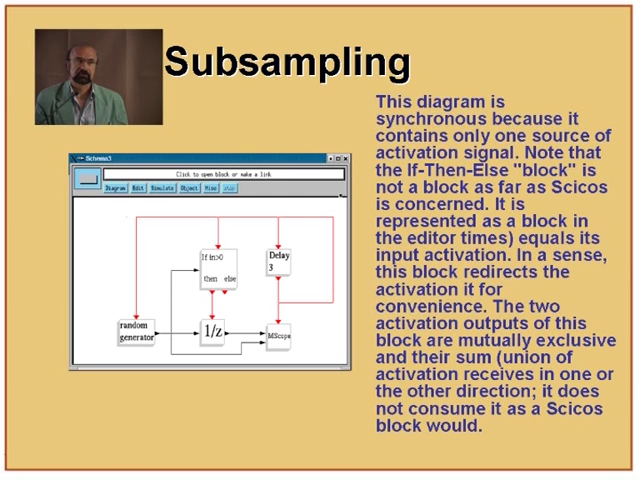 Subsampling
This diagram is
synchronous because it
contains only one source of
activation signal. Note that
the If-Then-Else "block" is
not a block as far as Scicos
is concerned. It is
represented as a block in
the editor times) equals its
input activation. In a sense,
this block redirects the
activation it for
convenience. The two
activation outputs of this
block are mutually exclusive
and their sum (union of
activation receives in one or
the other direction; it does
not consume it as a Scicos
block would.
Schema3
Click to open block or make a link
Diagram Edit Simulate Object Misc stop
If in>0
then else
Delay
3
random
generator
1/z
MScope